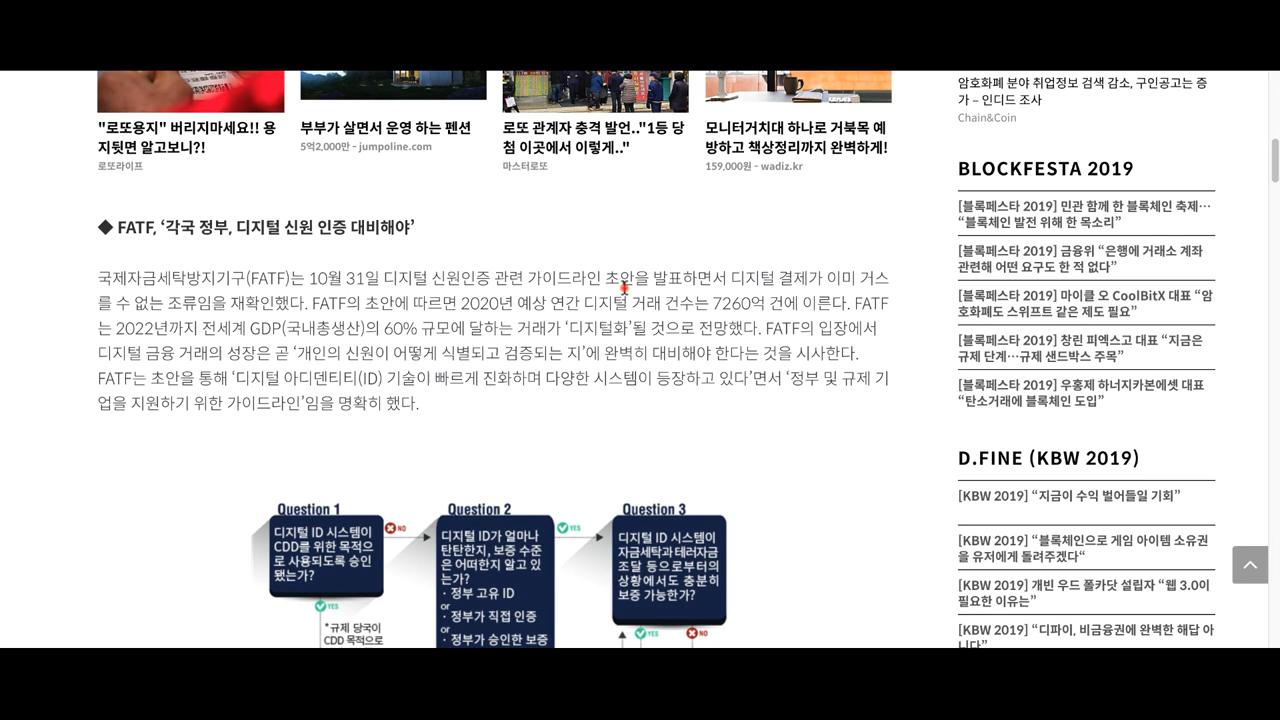 "로또용지" 버리지마세요!! 용
지뒷면 알고보니?!
로또라이프
부부가 살면서 운영 하는 펜션
5억2,000만 – jumpoline.com
로또 관계자 충격 발언.."1등 당
첨 이곳에서 이렇게.."
마스터로또
모니터거치대 하나로 거북목 예
방하고 책상정리까지 완벽하게!
159,000원 – wadiz.kr
◆ FATF, ‘각국 정부, 디지털 신원 인증 대비해야’
국제자금세탁방지기구(FATF)는 10월 31일 디지털 신원인증 관련 가이드라인 초안을 발표하면서 디지털 결제가 이미 거스
를 수 없는 조류임을 재확인했다. FATF의 초안에 따르면 2020년 예상 연간 디지털 거래 건수는 7260억 건에 이른다. FATF
는 2022년까지 전세계 GDP(국내총생산)의 60% 규모에 달하는 거래가 ‘디지털화’될 것으로 전망했다. FATF의 입장에서
디지털 금융 거래의 성장은 곧 ‘개인의 신원이 어떻게 식별되고 검증되는 지’에 완벽히 대비해야 한다는 것을 시사한다.
FATF는 초안을 통해 ‘디지털 아디덴티티(ID) 기술이 빠르게 진화하며 다양한 시스템이 등장하고 있다’면서 ‘정부 및 규제 기
업을 지원하기 위한 가이드라인’임을 명확히 했다.
Question 1
디지털 ID 시스템이
CDD를 위한 목적으
로 사용되도록 승인
됐는가?
NO
YES
*규제 당국이
CDD 목적으로
Question 2
디지털 ID가 얼마나
탄탄한지, 보증 수준
은 어떠한지 알고 있
는가?
· 정부 고유 ID
or
· 정부가 직접 인증
or
· 정부가 승인한 보증
YES
Question 3
디지털 ID 시스템이
자금세탁과 테러자금
조달 등으로부터의
상황에서도 충분히
보증 가능한가?
YES
NO
암호화폐 분야 취업정보 검색 감소, 구인공고는 증
가 – 인디드 조사
Chain&Coin
BLOCKFESTA 2019
[블록페스타 2019] 민관 함께 한 블록체인 축제…
“블록체인 발전 위해 한 목소리”
[블록페스타 2019] 금융위 “은행에 거래소 계좌
관련해 어떤 요구도 한 적 없다”
[블록페스타 2019] 마이클 오 CoolBitX 대표 “암
호화폐도 스위프트 같은 제도 필요”
[블록페스타 2019] 창린 피엑스고 대표 “지금은
규제 단계…규제 샌드박스 주목”
[블록페스타 2019] 우홍제 하너지카본에셋 대표
“탄소거래에 블록체인 도입”
D.FINE (KBW 2019)
[KBW 2019] “지금이 수익 벌어들일 기회”
[KBW 2019] “블록체인으로 게임 아이템 소유권
을 유저에게 돌려주겠다“
[KBW 2019] 개빈 우드 폴카닷 설립자 “웹 3.0이
필요한 이유는”
[KBW 2019] “디파이, 비금융권에 완벽한 해답 아
니다”